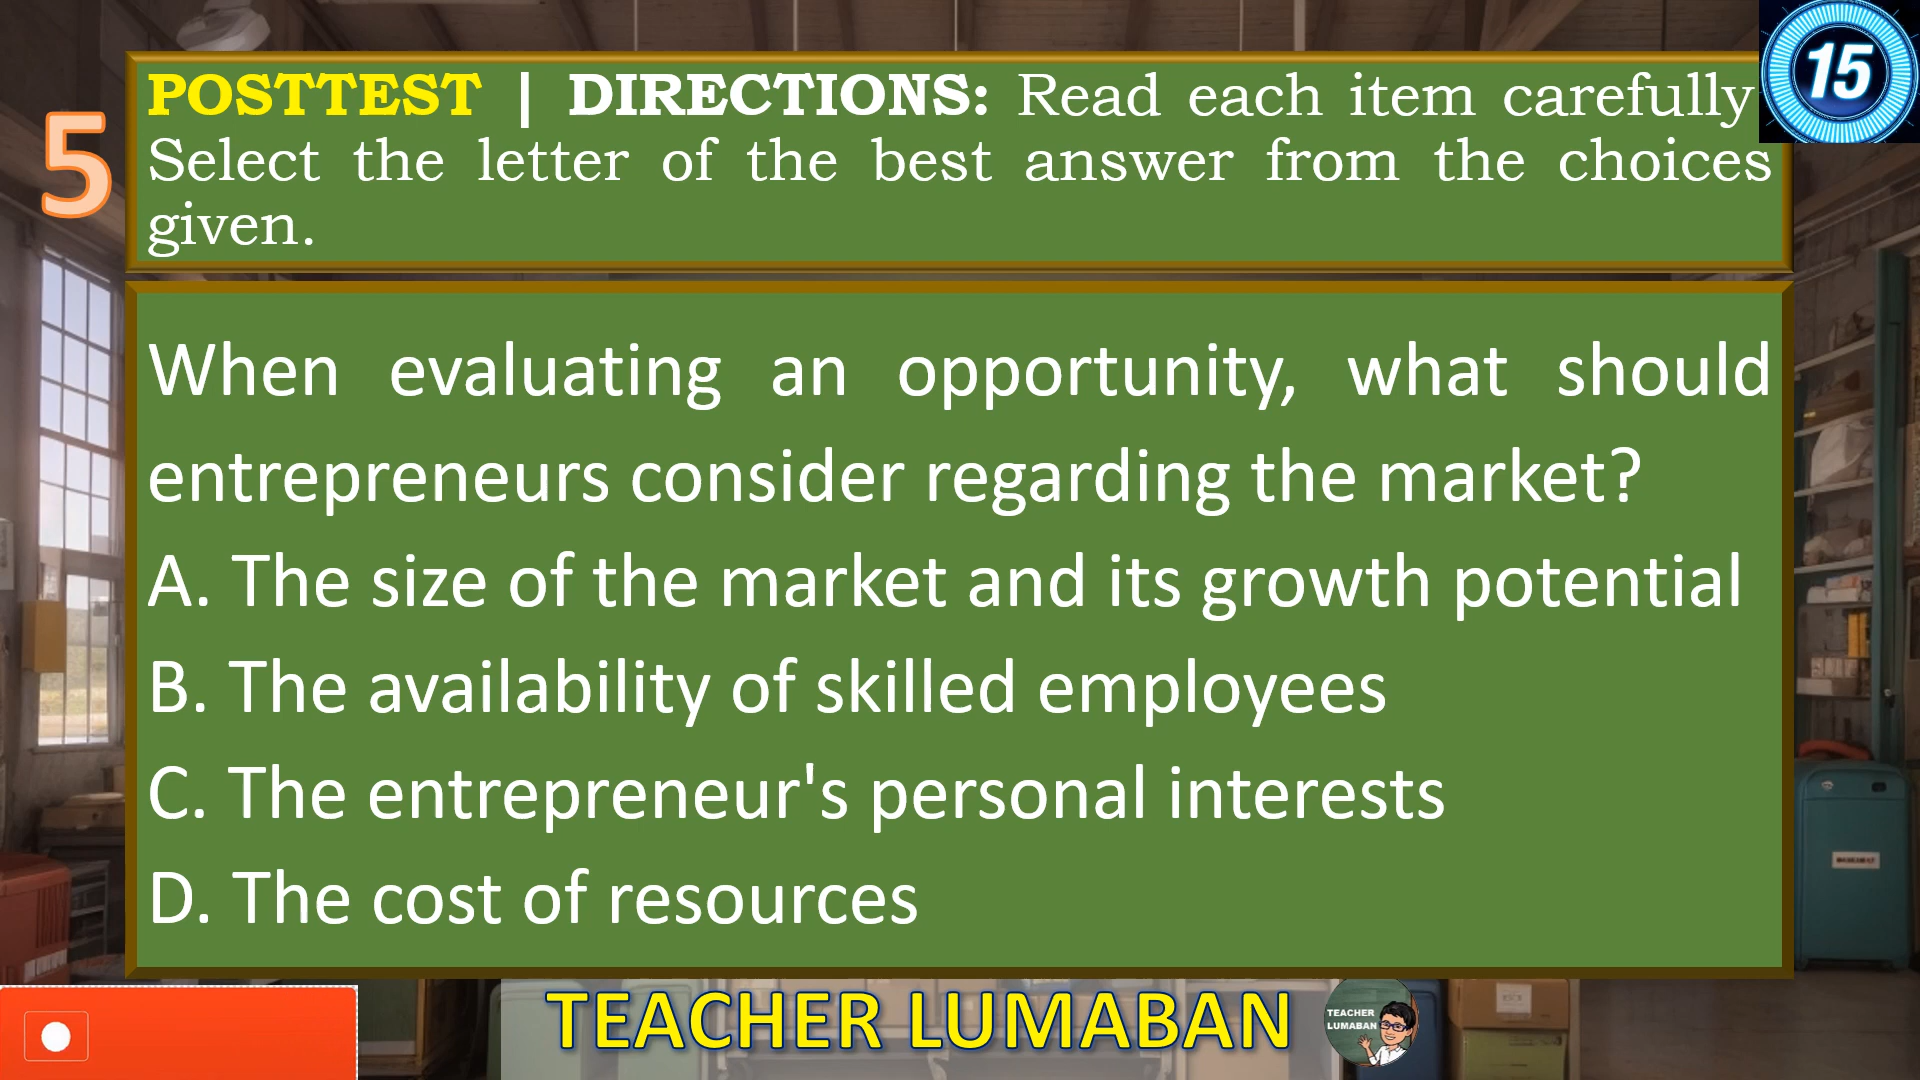 15
5
POSTTEST | DIRECTIONS: Read each item carefully
Select the letter of the best answer from the choices
given.
When evaluating an opportunity, what should
entrepreneurs consider regarding the market?
A. The size of the market and its growth potential
B. The availability of skilled employees
C. The entrepreneur's personal interests
D. The cost of resources
TEACHER LUMABAN
TEACHER
LUMABAN